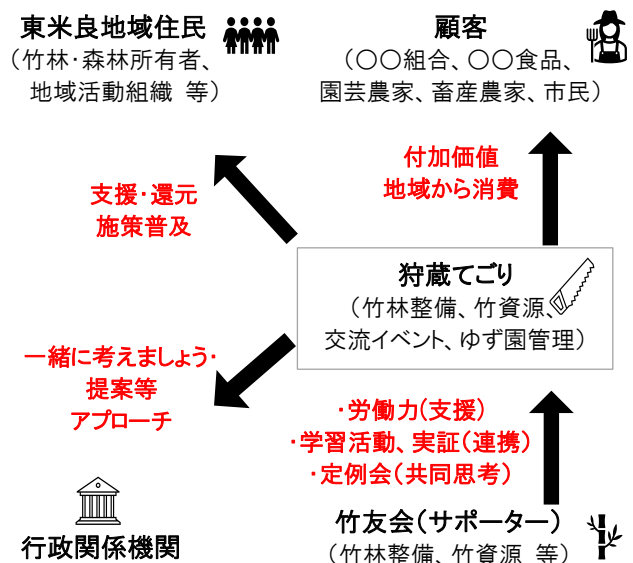 東米良地域住民
（竹林・森林所有者、
地域活動組織 等）
顧客
（〇〇組合、〇〇食品、
園芸農家、畜産農家、市民）
支援・還元
施策普及
付加価値
地域から消費
狩蔵てごり
（竹林整備、竹資源、
交流イベント、ゆず園管理）
一緒に考えましょう・
提案等
アプローチ
・労働力（支援）
・学習活動、実証（連携）
・定例会（共同思考）
行政関係機関
竹友会（サポーター）
（竹林整備、竹資源 等）